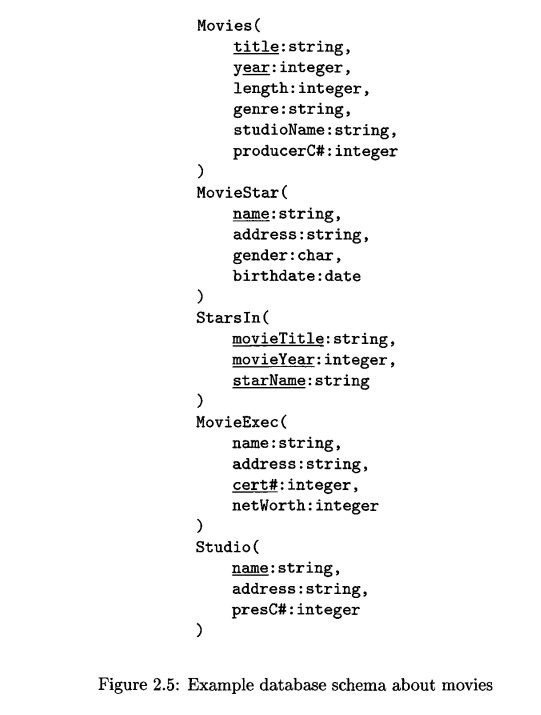 Movies(
title:string,
year:integer,
length:integer,
genre:string,
studioName:string,
producerC#:integer
)
MovieStar(
name:string,
address:string,
gender:char,
birthdate:date
)
StarsIn(
movieTitle:string,
movieYear:integer,
starName:string
)
MovieExec(
name:string,
address:string,
cert#:integer,
netWorth:integer
)
Studio(
name:string,
address:string,
presC#:integer
)
Figure 2.5: Example database schema about movies